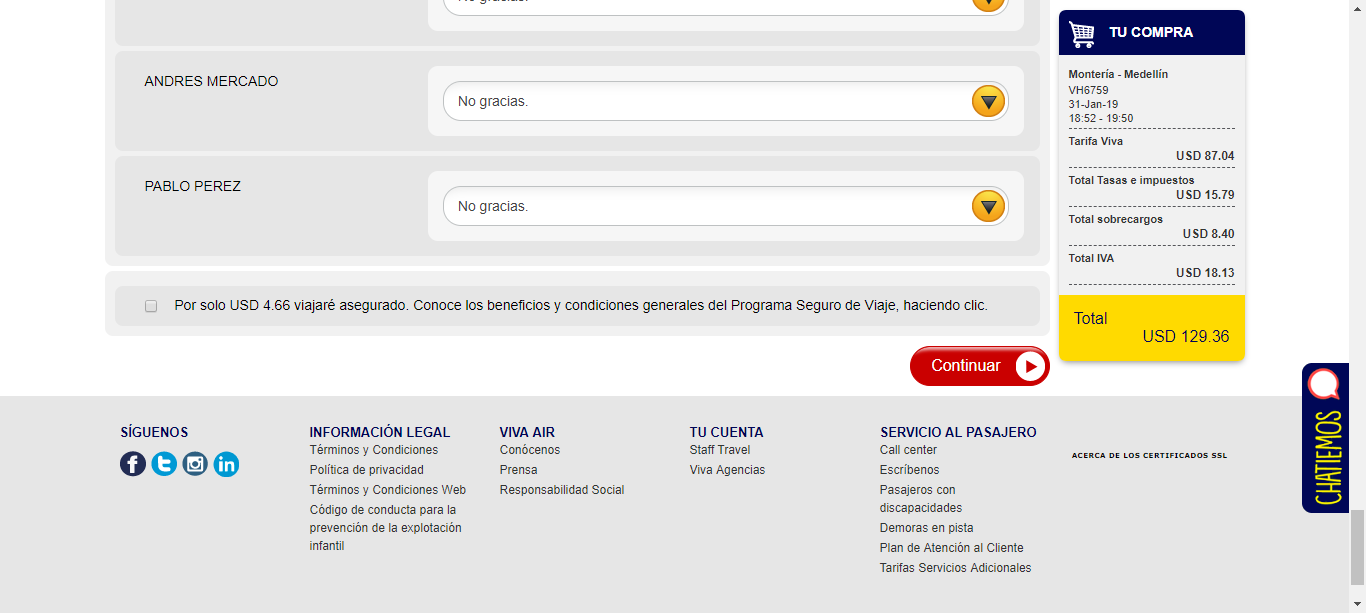 No gracias.
ANDRES MERCADO
No gracias.
PABLO PEREZ
No gracias.
Por solo USD 4.66 viajaré asegurado. Conoce los beneficios y condiciones generales del Programa Seguro de Viaje, haciendo clic.
Continuar
TU COMPRA
Montería - Medellín
VH6759
31-Jan-19
18:52 - 19:50
Tarifa Viva
USD 87.04
Total Tasas e impuestos
USD 15.79
Total sobrecargos
USD 8.40
Total IVA
USD 18.13
Total
USD 129.36
CHATIEMOS
SÍGUENOS
INFORMACIÓN LEGAL
Términos y Condiciones
Política de privacidad
Términos y Condiciones Web
Código de conducta para la
prevención de la explotación
infantil
VIVA AIR
Conócenos
Prensa
Responsabilidad Social
TU CUENTA
Staff Travel
Viva Agencias
SERVICIO AL PASAJERO
Call center
Escríbenos
Pasajeros con
discapacidades
Demoras en pista
Plan de Atención al Cliente
Tarifas Servicios Adicionales
ACERCA DE LOS CERTIFICADOS SSL